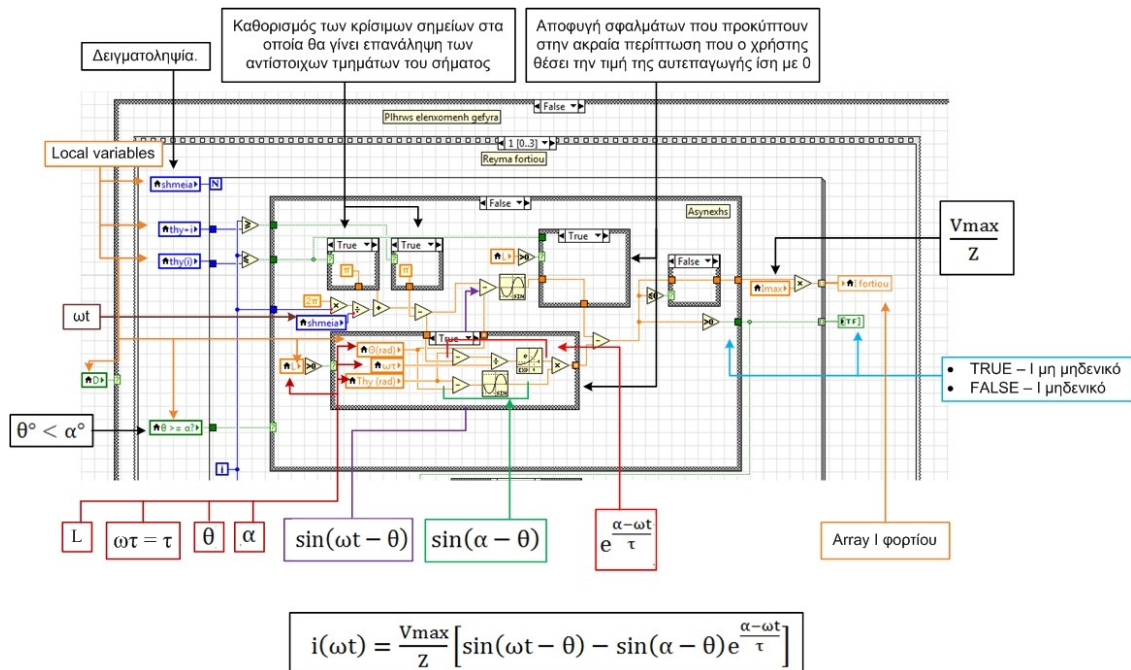 Καθορισμός των κρίσιμων σημείων στα
οποία θα γίνει επανάληψη των
αντίστοιχων τμημάτων του σήματος
Αποφυγή σφαλμάτων που προκύπτουν
στην ακραία περίπτωση που ο χρήστης
θέσει την τιμή της αυτεπαγωγής ίση με 0
Δειγματοληψία.
False
Plhrws elenxomenh gefyra
1 [0..3]
Reyma fortiou
Local variables
shmeia
N
False
Asynexhs
thy+i
thy(i)
True
True
True
False
π
π
L
>0
SIN
Vmax
Z
Imax
I fortiou
2π
ωt
shmeia
True
Θ(rad)
ωτ
Thy (rad)
L
EXP
SIN
TF
D
TRUE – I μη μηδενικό
FALSE – I μηδενικό
θ° < α°
θ >= α?
i
L
ωτ = τ
θ
α
sin(ωt − θ)
sin(α − θ)
e^{(α−ωt)/τ}
Array I φορτίου
i(ωt) = Vmax/Z [sin(ωt − θ) − sin(α − θ)e^{(α−ωt)/τ}]